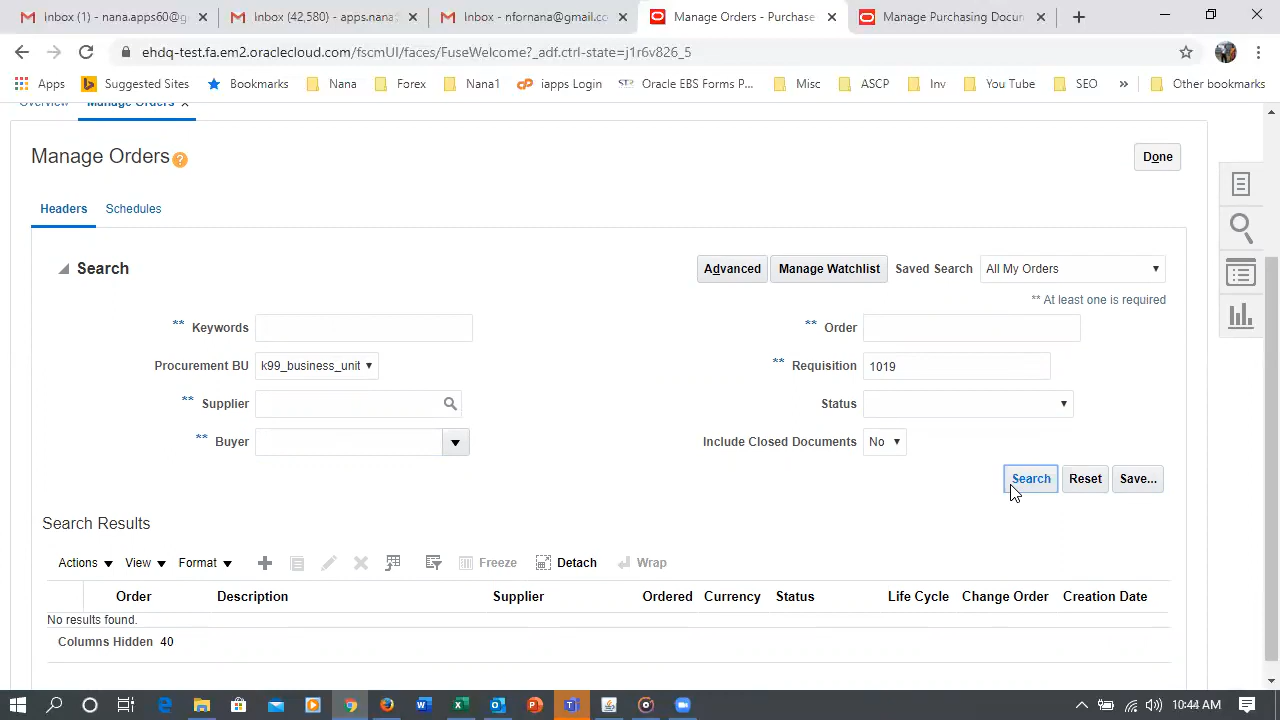 Inbox (1) - nana.apps01@g
Inbox (42,580) - apps.nana
Inbox - nfornana@gmail.co
Manage Orders - Purchase
Manage Purchasing Docum
ehdq-test.fa.em2.oraclecloud.com/fscmUI/faces/FuseWelcome?_adf.ctrl-state=j1r6v826_5
Apps
Suggested Sites
Bookmarks
Nana
Forex
Nana1
iapps Login
Oracle EBS Forms P...
Misc
ASCP
Inv
You Tube
SEO
»
Other bookmarks
Overview
Manage Orders
Manage Orders
Done
Headers
Schedules
Search
Advanced
Manage Watchlist
Saved Search
All My Orders
** At least one is required
** Keywords
** Order
Procurement BU
k99_business_unit
** Requisition
1019
** Supplier
Status
** Buyer
Include Closed Documents
No
Search
Reset
Save...
Search Results
Actions
View
Format
Freeze
Detach
Wrap
Order
Description
Supplier
Ordered
Currency
Status
Life Cycle
Change Order
Creation Date
No results found.
Columns Hidden 40
10:44 AM